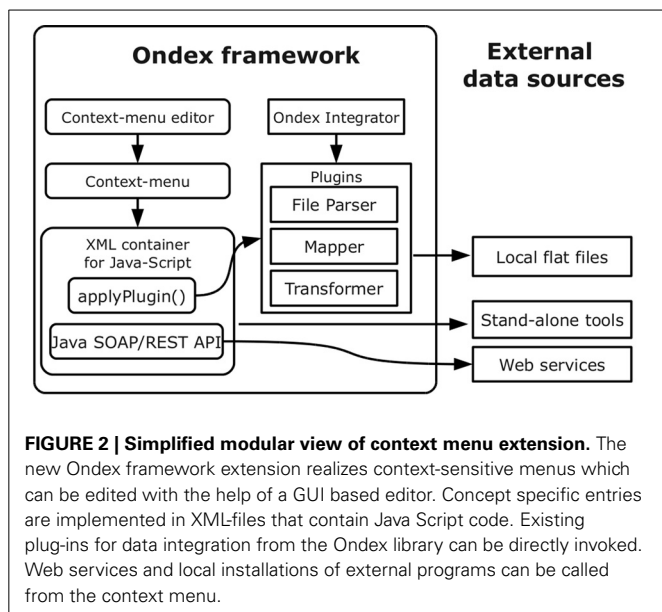 Ondex framework
External
data sources
Context-menu editor
Ondex Integrator
Context-menu
Plugins
File Parser
Mapper
Transformer
XML container
for Java-Script
applyPlugin()
Java SOAP/REST API
Local flat files
Stand-alone tools
Web services
FIGURE 2 | Simplified modular view of context menu extension. The
new Ondex framework extension realizes context-sensitive menus which
can be edited with the help of a GUI based editor. Concept specific entries
are implemented in XML-files that contain Java Script code. Existing
plug-ins for data integration from the Ondex library can be directly invoked.
Web services and local installations of external programs can be called
from the context menu.